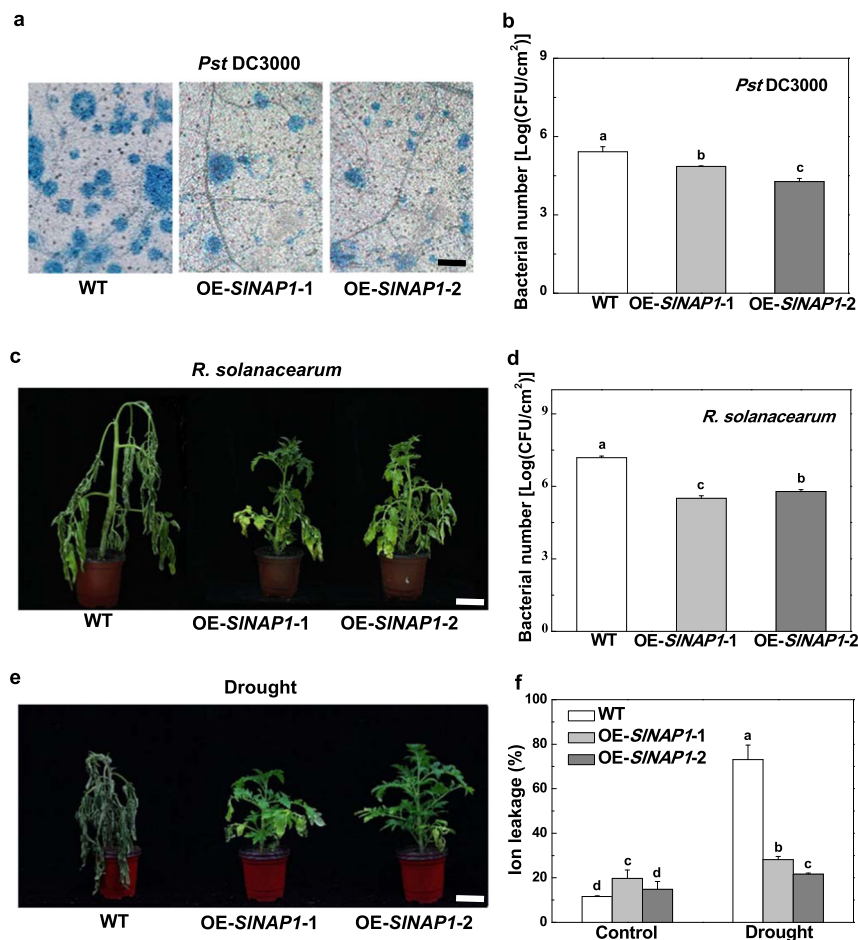 a
Pst DC3000
WT
OE-SlNAP1-1
OE-SlNAP1-2
b
Bacterial number [Log(CFU/cm²)]
9
6
3
0
Pst DC3000
a
b
c
WT
OE-SlNAP1-1
OE-SlNAP1-2
c
R. solanacearum
WT
OE-SlNAP1-1
OE-SlNAP1-2
d
Bacterial number [Log(CFU/cm²)]
9
6
3
0
R. solanacearum
a
c
b
WT
OE-SlNAP1-1
OE-SlNAP1-2
e
Drought
WT
OE-SlNAP1-1
OE-SlNAP1-2
f
Ion leakage (%)
100
80
60
40
20
0
WT
OE-SlNAP1-1
OE-SlNAP1-2
d
c
d
a
b
c
Control
Drought